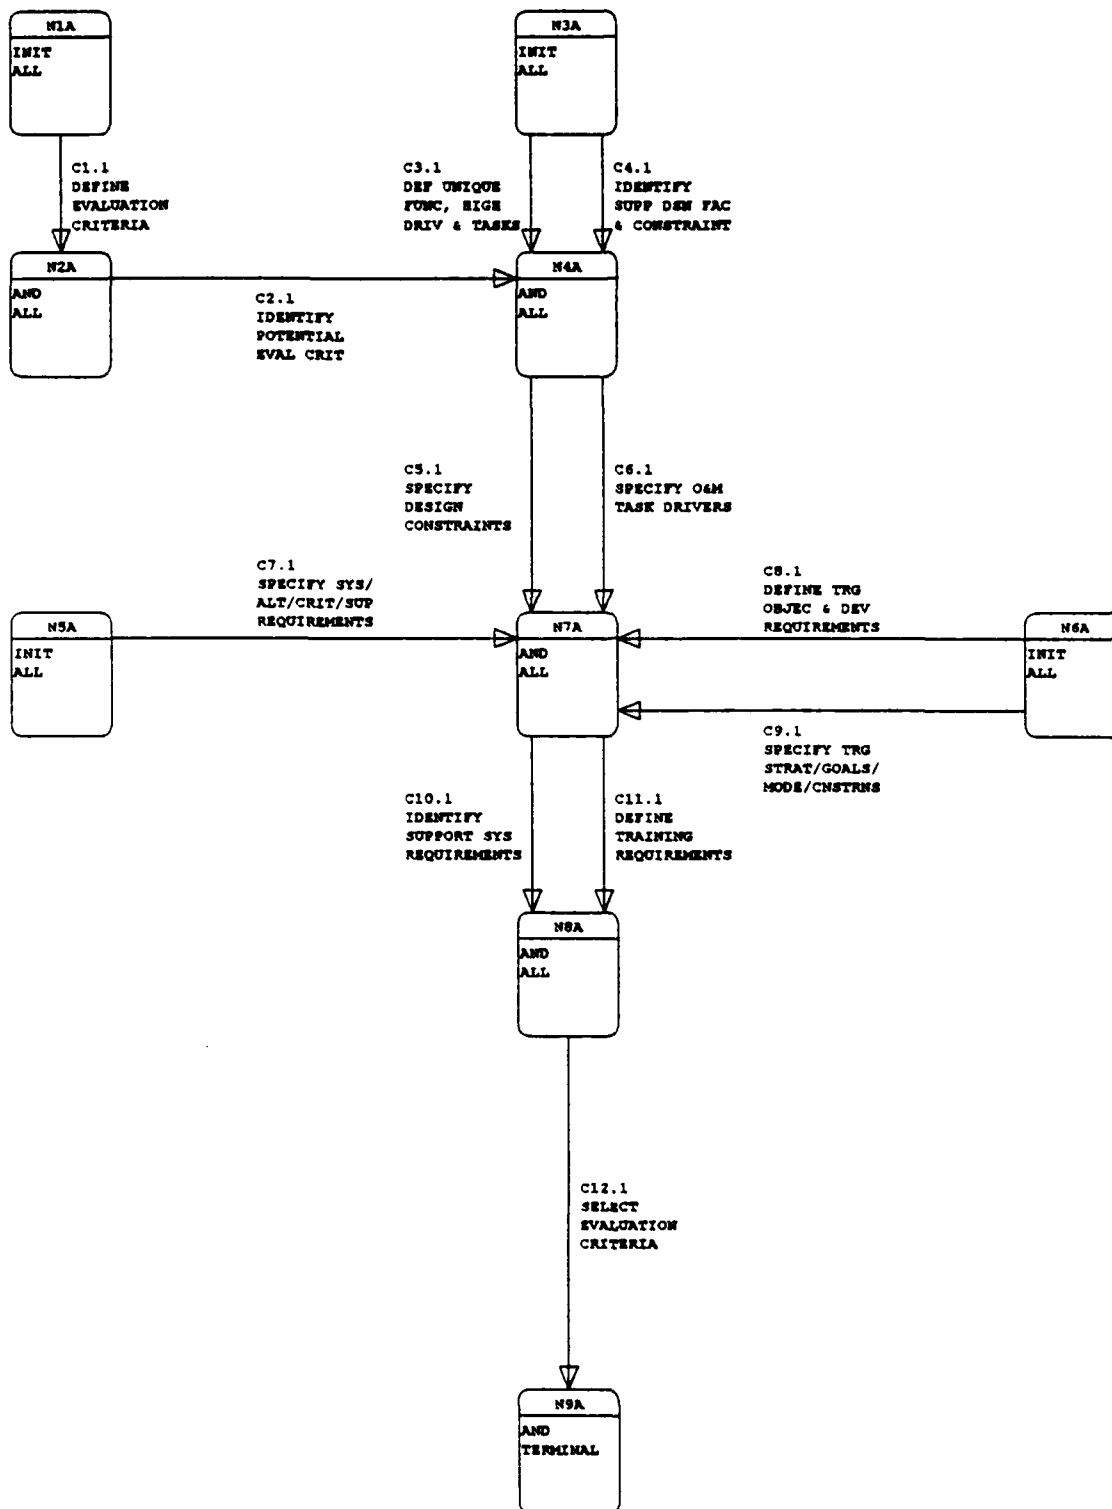 N1A
INIT
ALL
N3A
INIT
ALL
C1.1
DEFINE
EVALUATION
CRITERIA
C3.1
DEF UNIQUE
FUNC, HIGH
DRIV & TASKS
C4.1
IDENTIFY
SUPP DSN FAC
& CONSTRAINT
N2A
AND
ALL
C2.1
IDENTIFY
POTENTIAL
EVAL CRIT
N4A
AND
ALL
C5.1
SPECIFY
DESIGN
CONSTRAINTS
C6.1
SPECIFY O&M
TASK DRIVERS
C7.1
SPECIFY SYS/
ALT/CRIT/SUP
REQUIREMENTS
C8.1
DEFINE TRG
OBJEC & DEV
REQUIREMENTS
N5A
INIT
ALL
N7A
AND
ALL
N6A
INIT
ALL
C9.1
SPECIFY TRG
STRAT/GOALS/
MODE/CNSTRNS
C10.1
IDENTIFY
SUPPORT SYS
REQUIREMENTS
C11.1
DEFINE
TRAINING
REQUIREMENTS
N8A
AND
ALL
C12.1
SELECT
EVALUATION
CRITERIA
N9A
AND
TERMINAL